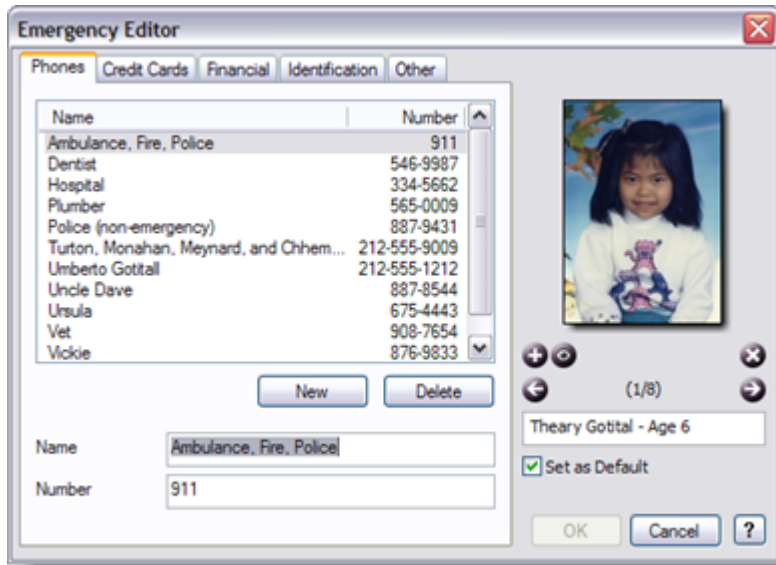 Emergency Editor
Phones Credit Cards Financial Identification Other
Name Number
Ambulance, Fire, Police 911
Dentist 546-9987
Hospital 334-5662
Plumber 565-0009
Police (non-emergency) 887-9431
Turton, Monahan, Meynard, and Chhem... 212-555-9009
Umberto Gotitall 212-555-1212
Uncle Dave 887-8544
Ursula 675-4443
Vet 908-7654
Vickie 876-9833
New Delete
Name Ambulance, Fire, Police
Number 911
(1/8)
Theary Gotital - Age 6
Set as Default
OK Cancel ?